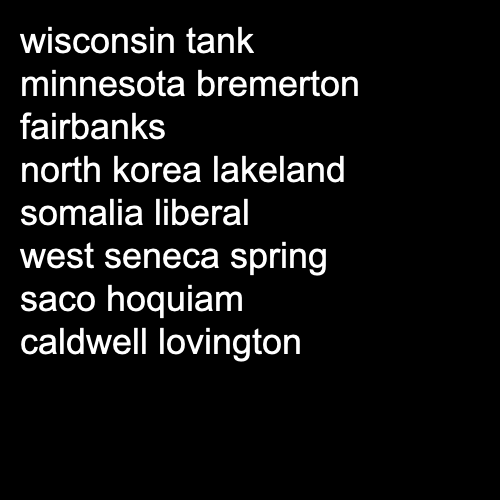 wisconsin tank
minnesota bremerton
fairbanks
north korea lakeland
somalia liberal
west seneca spring
saco hoquiam
caldwell lovington